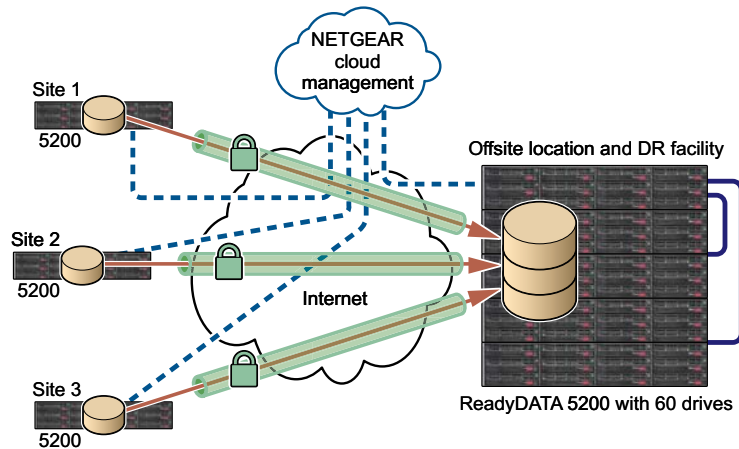 NETGEAR
cloud
management
Site 1
5200
Offsite location and DR facility
Site 2
5200
Internet
Site 3
5200
ReadyDATA 5200 with 60 drives